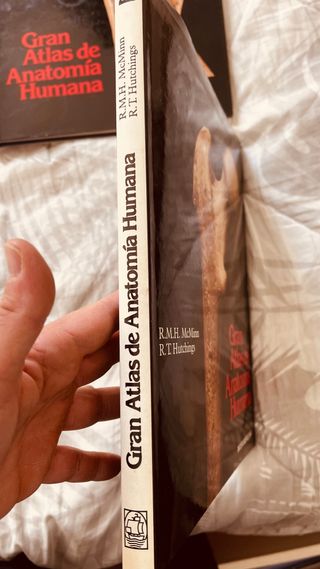 Gran
Atlas de
Anatomía
Humana
R.M.H. McMinn
R.T. Hutchings
Gran Atlas de Anatomía Humana
R.M.H. McMinn
R.T. Hutchings
Gran
Atlas de
Anatomía
Humana